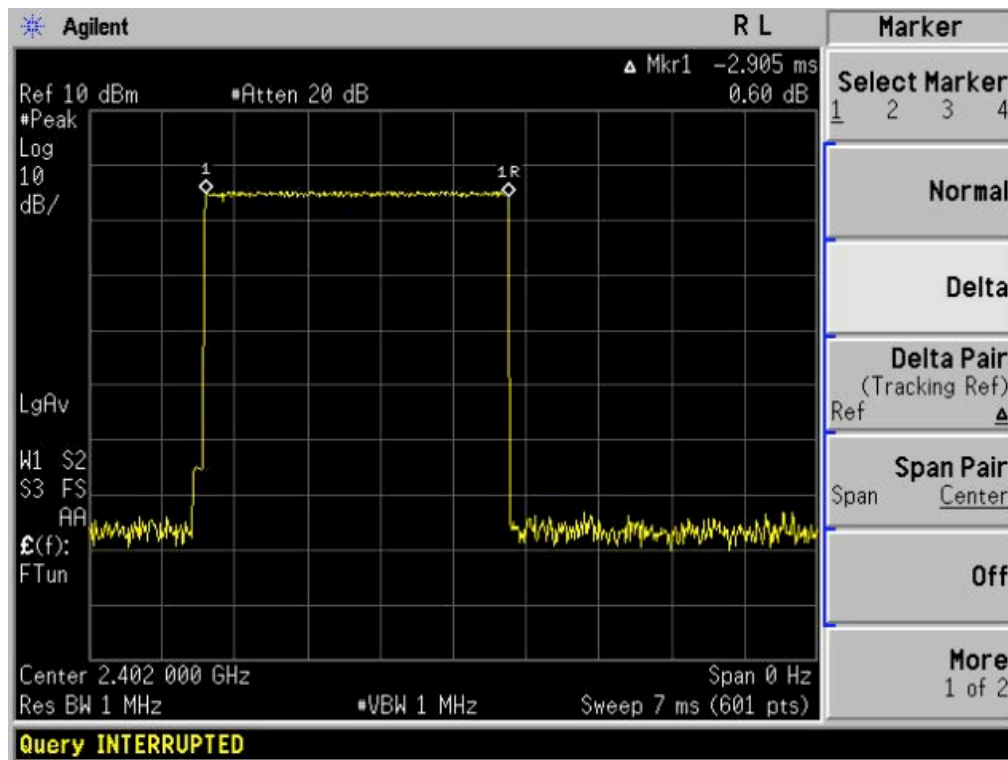 Agilent R L Marker
▵ Mkr1 -2.905 ms
Ref 10 dBm #Atten 20 dB 0.60 dB
#Peak
Log
10
dB/
1 1R
LgAv
W1 S2
S3 FS
AA
£(f):
FTun
Center 2.402 000 GHz Span 0 Hz
Res BW 1 MHz #VBW 1 MHz Sweep 7 ms (601 pts)
Query INTERRUPTED
Select Marker
1 2 3 4
Normal
Delta
Delta Pair
(Tracking Ref)
Ref ▵
Span Pair
Span Center
Off
More
1 of 2